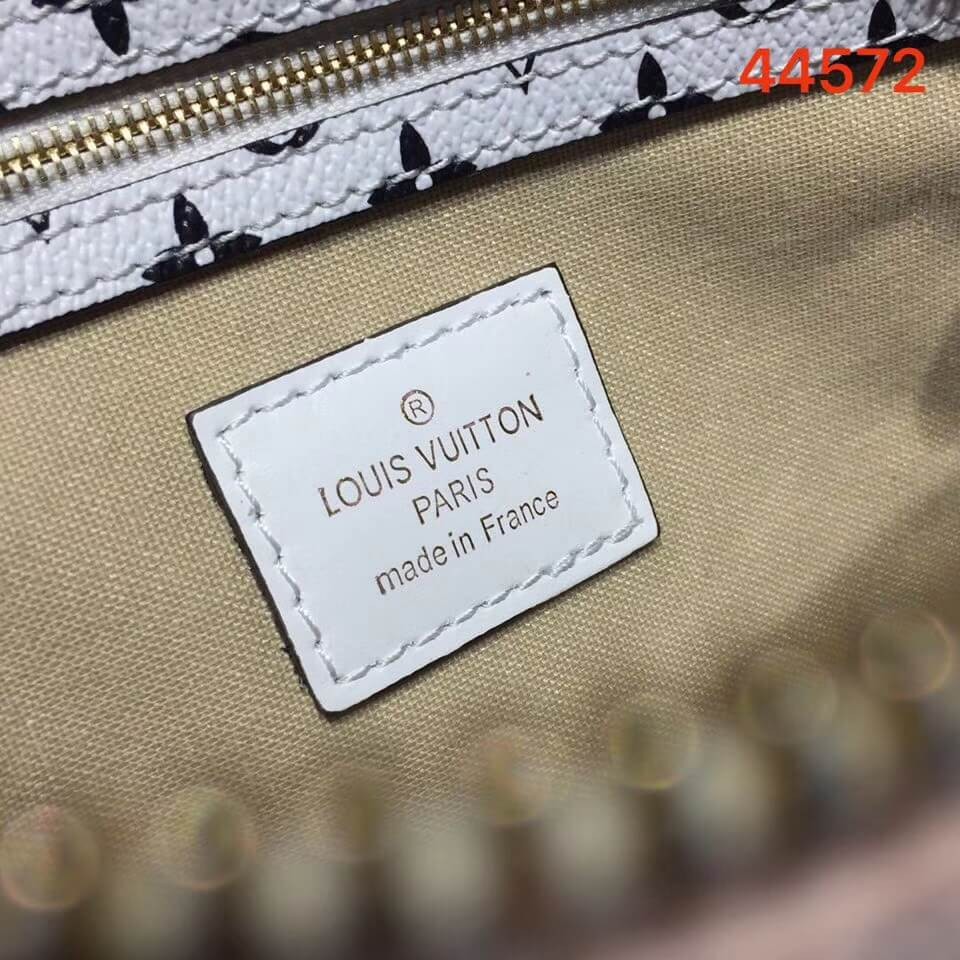 44572
®
LOUIS VUITTON
PARIS
made in France